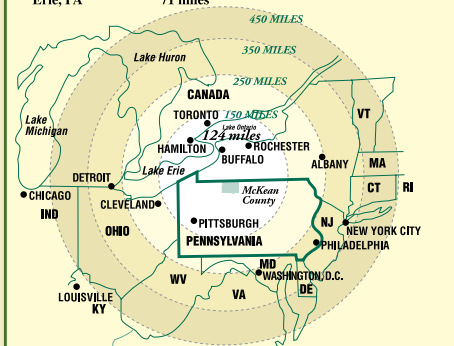 Erie, PA 71 miles
450 MILES
350 MILES
Lake Huron
250 MILES
CANADA
VT
TORONTO
150 MILES
Lake Michigan
Lake Ontario
124 miles
HAMILTON
ROCHESTER
BUFFALO
ALBANY
MA
Lake Erie
DETROIT
CT
RI
McKean County
CHICAGO
CLEVELAND
IND
PITTSBURGH
NJ
OHIO
NEW YORK CITY
PENNSYLVANIA
PHILADELPHIA
MD
WV
WASHINGTON, D.C.
DE
VA
LOUISVILLE
KY